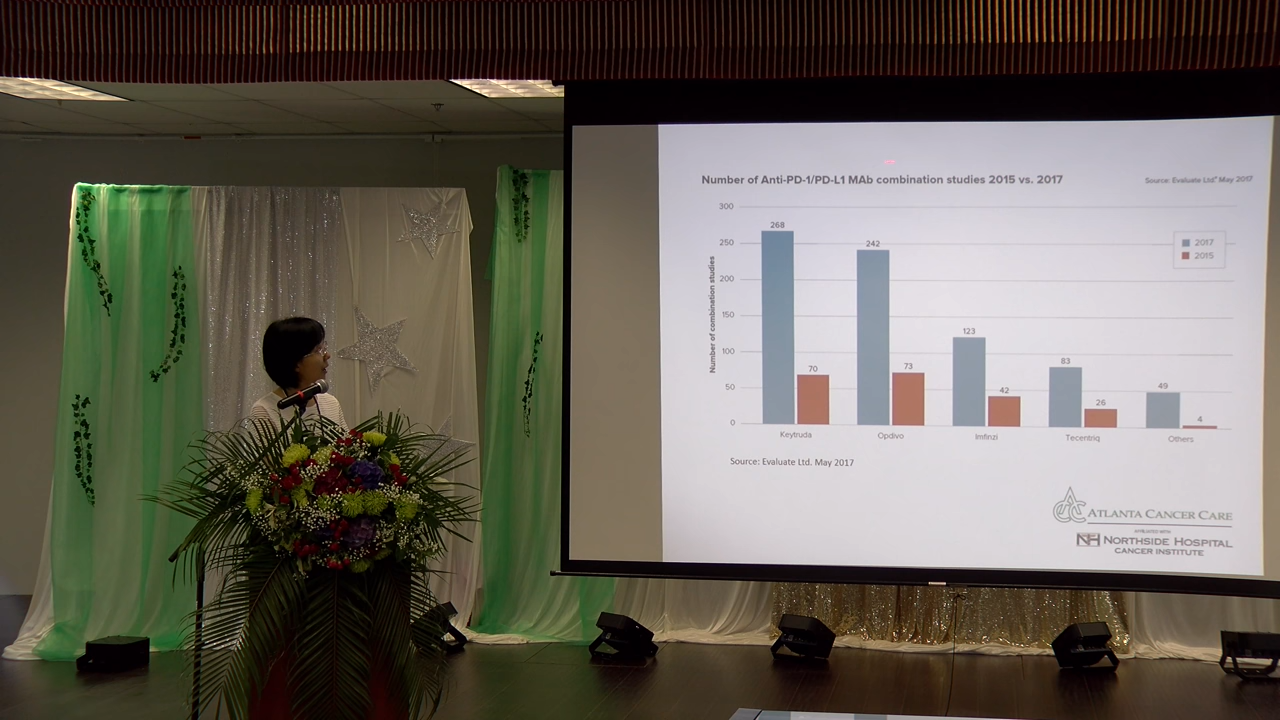 Number of Anti-PD-1/PD-L1 MAb combination studies 2015 vs. 2017
Source: Evaluate Ltd® May 2017
300
250
200
150
100
50
0
Number of combination studies
268
70
242
73
123
42
83
26
49
4
2017
2015
Keytruda
Opdivo
Imfinzi
Tecentriq
Others
Source: Evaluate Ltd. May 2017
ATLANTA CANCER CARE
AFFILIATED WITH
NH NORTHSIDE HOSPITAL
CANCER INSTITUTE